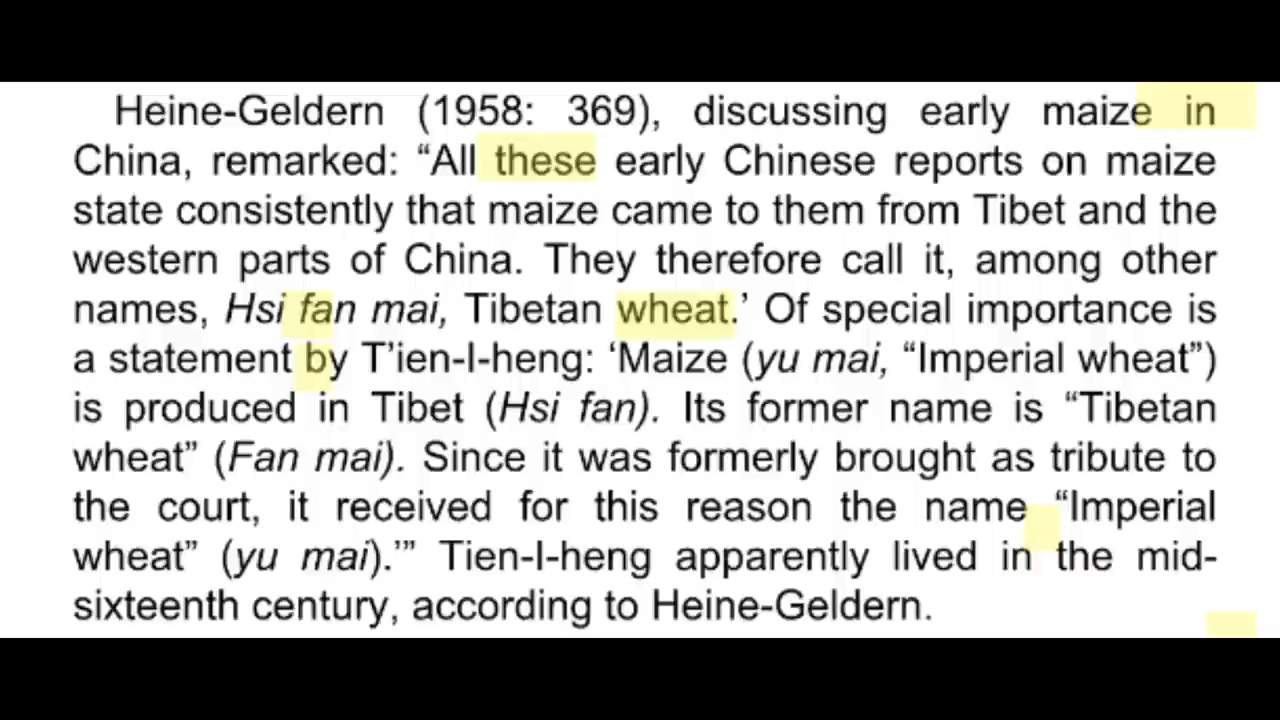 Heine-Geldern (1958: 369), discussing early maize in
China, remarked: “All these early Chinese reports on maize
state consistently that maize came to them from Tibet and the
western parts of China. They therefore call it, among other
names, Hsi fan mai, Tibetan wheat.’ Of special importance is
a statement by T’ien-I-heng: ‘Maize (yu mai, “Imperial wheat”)
is produced in Tibet (Hsi fan). Its former name is “Tibetan
wheat” (Fan mai). Since it was formerly brought as tribute to
the court, it received for this reason the name “Imperial
wheat” (yu mai).’” Tien-I-heng apparently lived in the mid-
sixteenth century, according to Heine-Geldern.